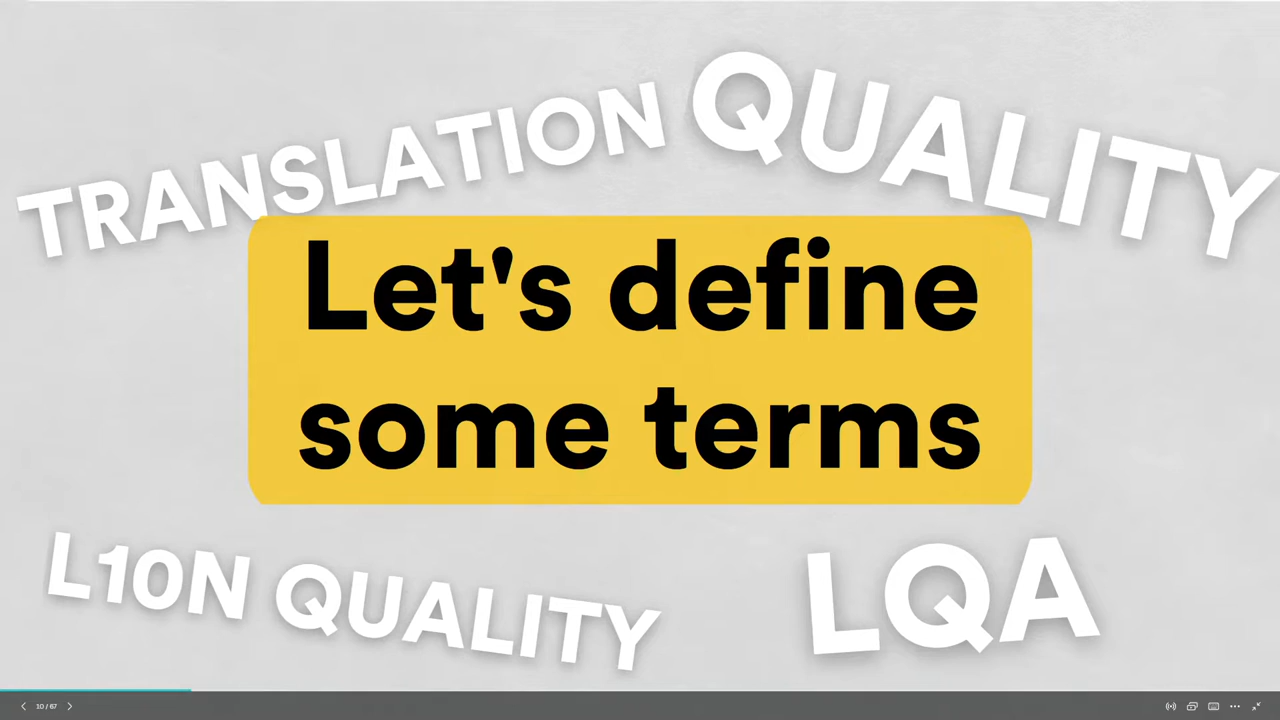 TRANSLATION QUALITY
Let's define
some terms
L10N QUALITY
LQA
10 / 67